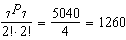 ₇P₇ / 2! · 2! = 5040 / 4 = 1260